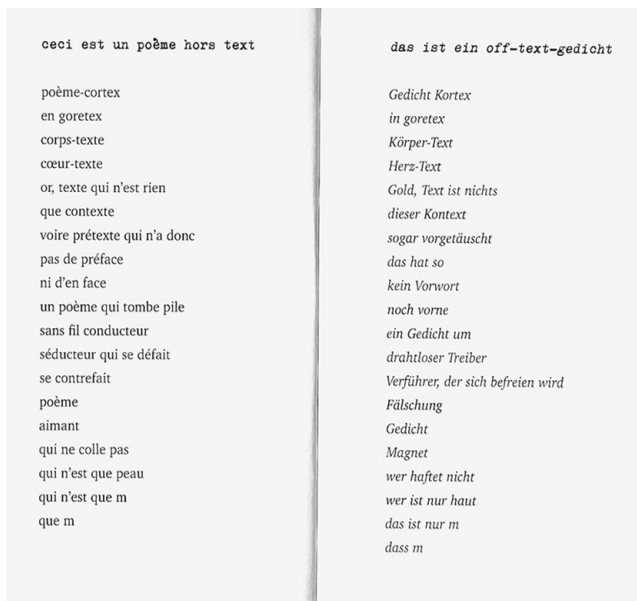 ceci est un poème hors text
poème-cortex
en goretex
corps-texte
cœur-texte
or, texte qui n'est rien
que contexte
voire prétexte qui n'a donc
pas de préface
ni d'en face
un poème qui tombe pile
sans fil conducteur
séducteur qui se défait
se contrefait
poème
aimant
qui ne colle pas
qui n'est que peau
qui n'est que m
que m
das ist ein off-text-gedicht
Gedicht Kortex
in goretex
Körper-Text
Herz-Text
Gold, Text ist nichts
dieser Kontext
sogar vorgetäuscht
das hat so
kein Vorwort
noch vorne
ein Gedicht um
drahtloser Treiber
Verführer, der sich befreien wird
Fälschung
Gedicht
Magnet
wer haftet nicht
wer ist nur haut
das ist nur m
dass m